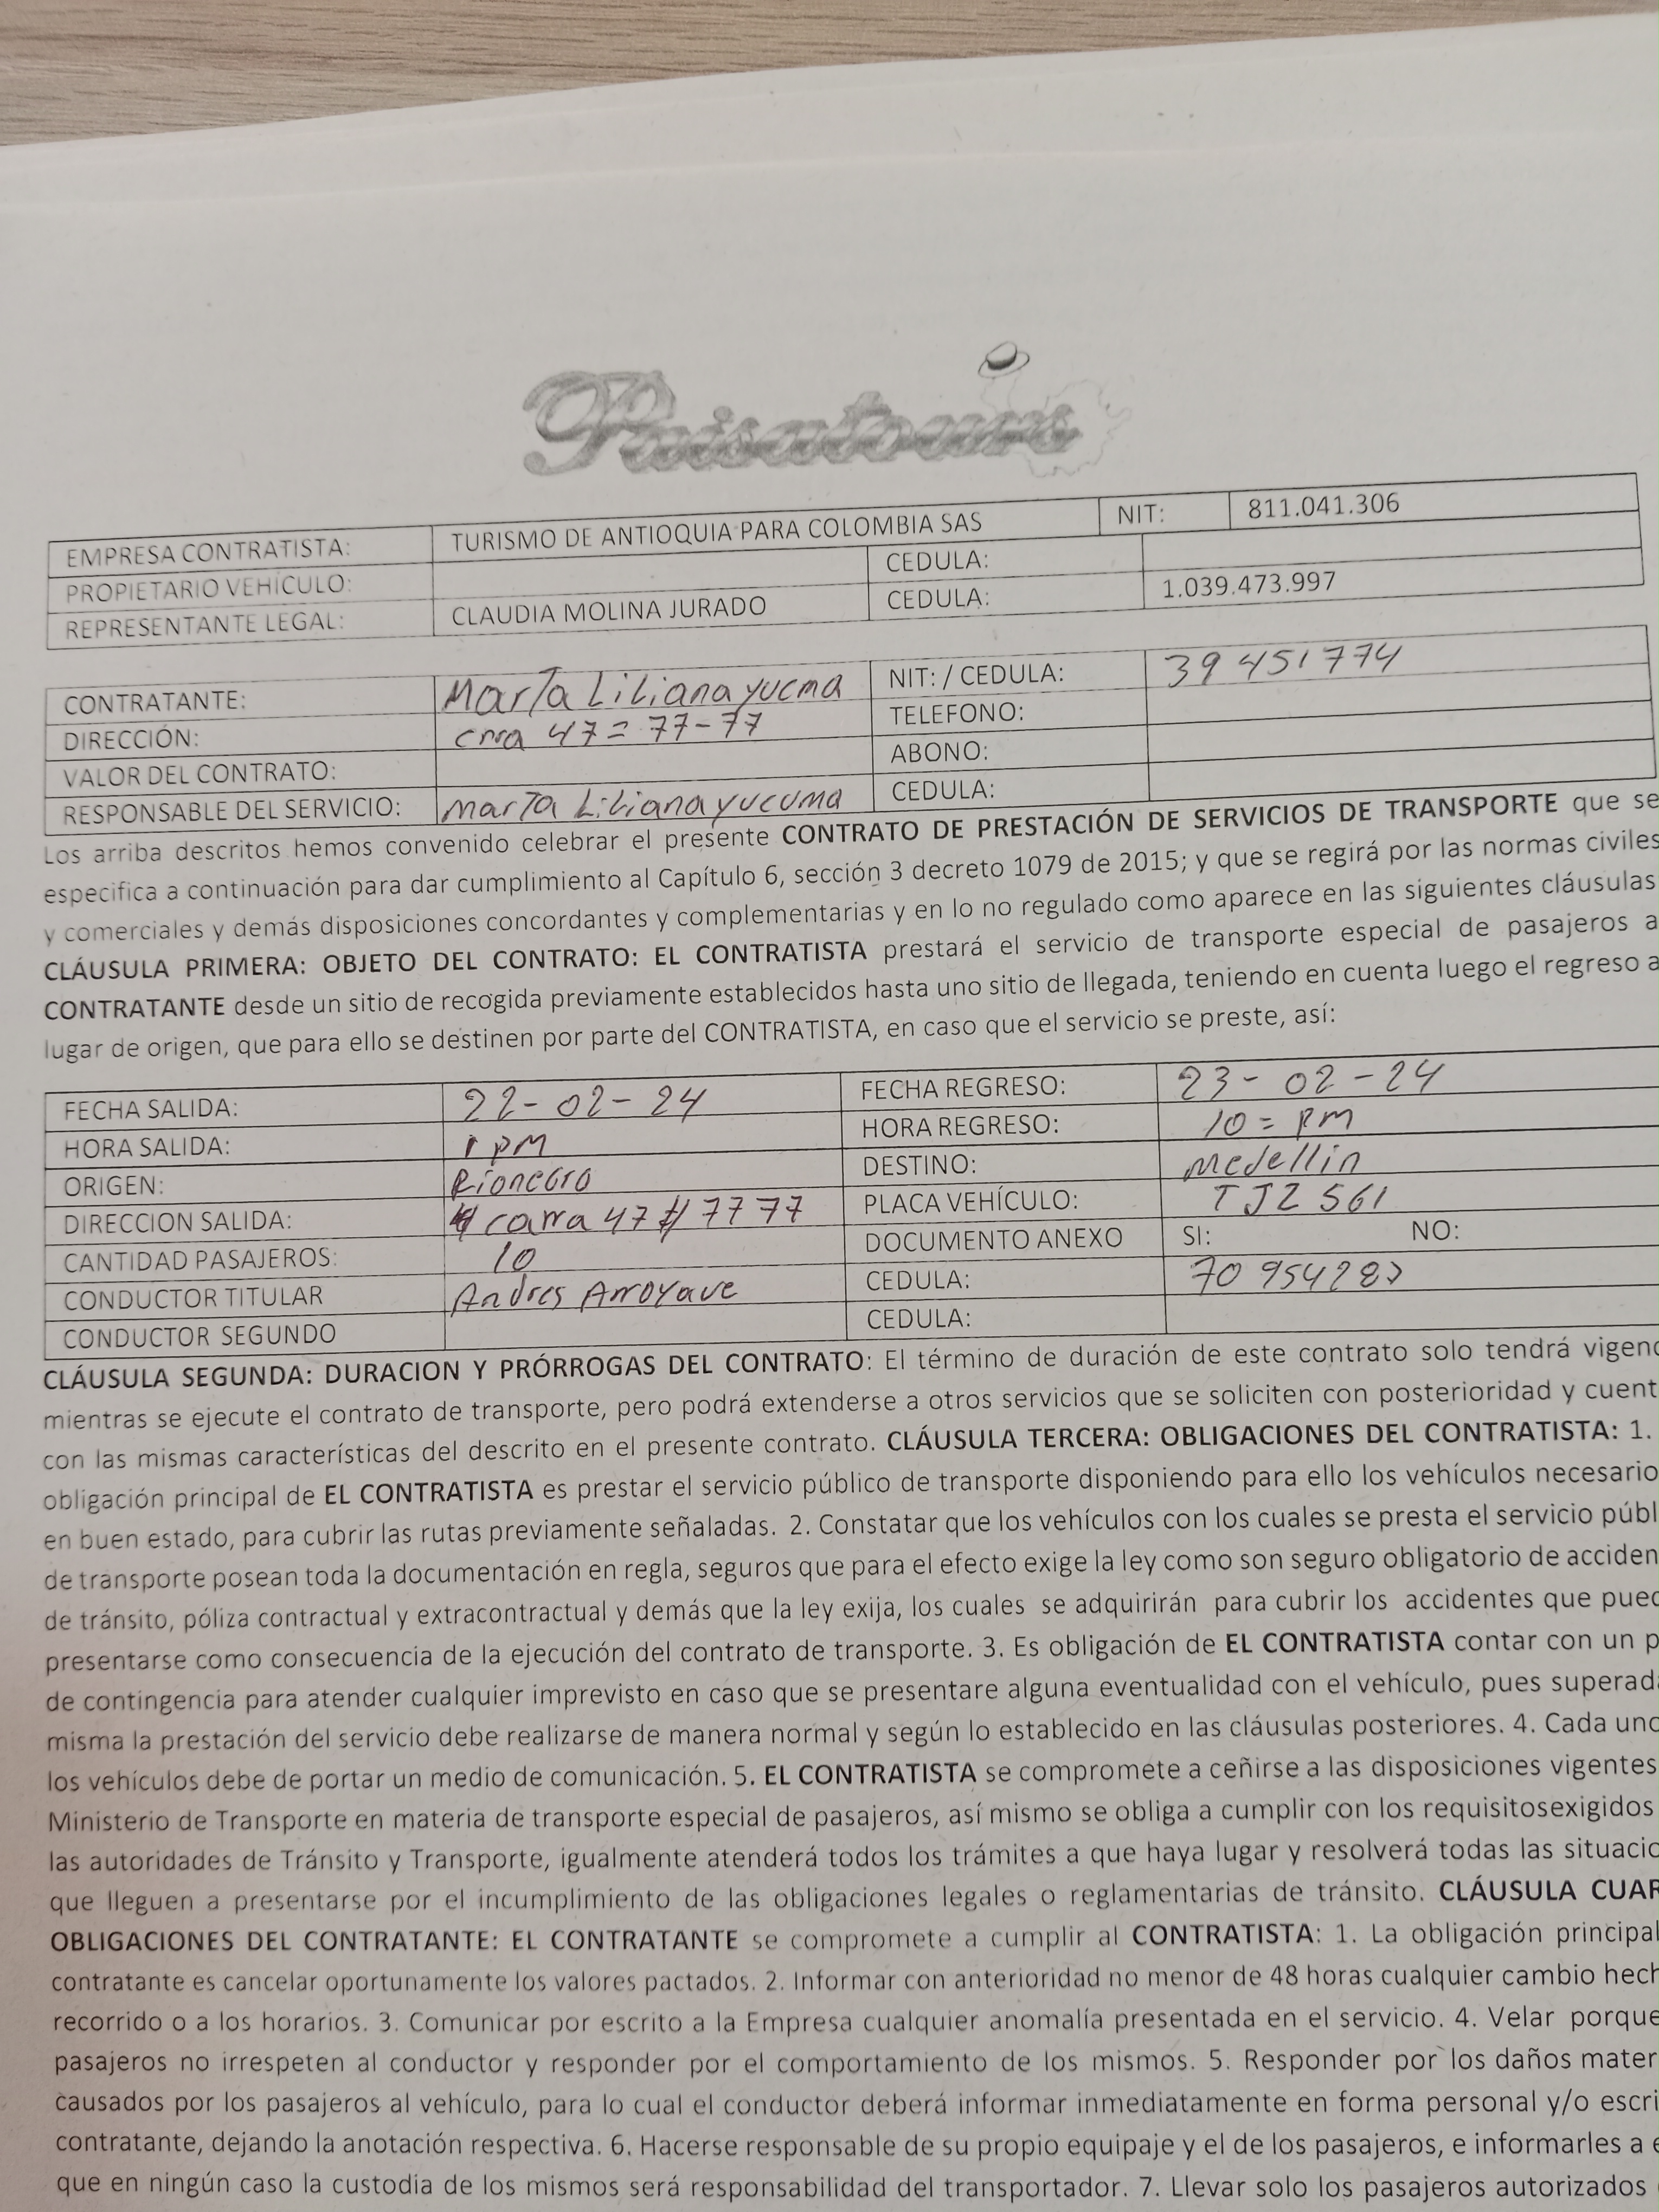 Paisatours
EMPRESA CONTRATISTA: TURISMO DE ANTIOQUIA PARA COLOMBIA SAS NIT: 811.041.306
PROPIETARIO VEHÍCULO: CEDULA:
REPRESENTANTE LEGAL: CLAUDIA MOLINA JURADO CEDULA: 1.039.473.997
CONTRATANTE: MarTa Liliana yucma NIT: / CEDULA: 39 451774
DIRECCIÓN: crra 47 = 77-77 TELEFONO:
VALOR DEL CONTRATO: ABONO:
RESPONSABLE DEL SERVICIO: MarTa Liliana yucuma CEDULA:
Los arriba descritos hemos convenido celebrar el presente CONTRATO DE PRESTACIÓN DE SERVICIOS DE TRANSPORTE que se
especifica a continuación para dar cumplimiento al Capítulo 6, sección 3 decreto 1079 de 2015; y que se regirá por las normas civiles
y comerciales y demás disposiciones concordantes y complementarias y en lo no regulado como aparece en las siguientes cláusulas
CLÁUSULA PRIMERA: OBJETO DEL CONTRATO: EL CONTRATISTA prestará el servicio de transporte especial de pasajeros a
CONTRATANTE desde un sitio de recogida previamente establecidos hasta uno sitio de llegada, teniendo en cuenta luego el regreso a
lugar de origen, que para ello se destinen por parte del CONTRATISTA, en caso que el servicio se preste, así:
FECHA SALIDA: 22-02-24 FECHA REGRESO: 23-02-24
HORA SALIDA: 1 PM HORA REGRESO: 10 = PM
ORIGEN: Rionegro DESTINO: Medellin
DIRECCION SALIDA: carra 47 # 77 77 PLACA VEHÍCULO: TJZ 561
CANTIDAD PASAJEROS: 10 DOCUMENTO ANEXO SI: NO:
CONDUCTOR TITULAR Andres Arroyave CEDULA:
CONDUCTOR SEGUNDO CEDULA:
CLÁUSULA SEGUNDA: DURACION Y PRÓRROGAS DEL CONTRATO: El término de duración de este contrato solo tendrá vigenc
mientras se ejecute el contrato de transporte, pero podrá extenderse a otros servicios que se soliciten con posterioridad y cuent
con las mismas características del descrito en el presente contrato. CLÁUSULA TERCERA: OBLIGACIONES DEL CONTRATISTA: 1.
obligación principal de EL CONTRATISTA es prestar el servicio público de transporte disponiendo para ello los vehículos necesario
en buen estado, para cubrir las rutas previamente señaladas. 2. Constatar que los vehículos con los cuales se presta el servicio públ
de transporte posean toda la documentación en regla, seguros que para el efecto exige la ley como son seguro obligatorio de acciden
de tránsito, póliza contractual y extracontractual y demás que la ley exija, los cuales se adquirirán para cubrir los accidentes que pued
presentarse como consecuencia de la ejecución del contrato de transporte. 3. Es obligación de EL CONTRATISTA contar con un p
de contingencia para atender cualquier imprevisto en caso que se presentare alguna eventualidad con el vehículo, pues superada
misma la prestación del servicio debe realizarse de manera normal y según lo establecido en las cláusulas posteriores. 4. Cada uno
los vehículos debe de portar un medio de comunicación. 5. EL CONTRATISTA se compromete a ceñirse a las disposiciones vigentes
Ministerio de Transporte en materia de transporte especial de pasajeros, así mismo se obliga a cumplir con los requisitosexigidos
las autoridades de Tránsito y Transporte, igualmente atenderá todos los trámites a que haya lugar y resolverá todas las situacio
que lleguen a presentarse por el incumplimiento de las obligaciones legales o reglamentarias de tránsito. CLÁUSULA CUAR
OBLIGACIONES DEL CONTRATANTE: EL CONTRATANTE se compromete a cumplir al CONTRATISTA: 1. La obligación principal
contratante es cancelar oportunamente los valores pactados. 2. Informar con anterioridad no menor de 48 horas cualquier cambio hech
recorrido o a los horarios. 3. Comunicar por escrito a la Empresa cualquier anomalía presentada en el servicio. 4. Velar porque
pasajeros no irrespeten al conductor y responder por el comportamiento de los mismos. 5. Responder por los daños mater
causados por los pasajeros al vehículo, para lo cual el conductor deberá informar inmediatamente en forma personal y/o escri
contratante, dejando la anotación respectiva. 6. Hacerse responsable de su propio equipaje y el de los pasajeros, e informarles a e
que en ningún caso la custodia de los mismos será responsabilidad del transportador. 7. Llevar solo los pasajeros autorizados